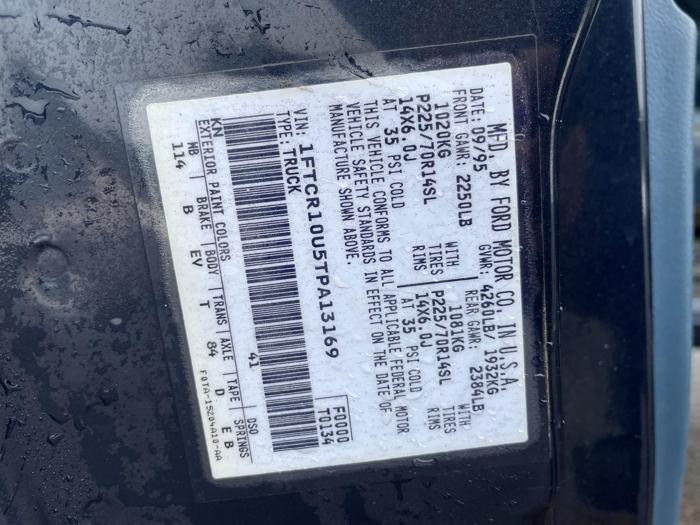 MFD. BY FORD MOTOR CO. IN U.S.A.
DATE: 09/95 GVWR: 4260LB/ 1932KG
FRONT GAWR: 2250LB REAR GAWR: 2384LB
1020KG WITH 1081KG WITH
P225/70R14SL TIRES P225/70R14SL TIRES
14X6.0J RIMS 14X6.0J RIMS
AT 35 PSI COLD AT 35 PSI COLD
THIS VEHICLE CONFORMS TO ALL APPLICABLE FEDERAL MOTOR
VEHICLE SAFETY STANDARDS IN EFFECT ON THE DATE OF
MANUFACTURE SHOWN ABOVE.
VIN: 1FTCR10U5TPA13169 F0000
TYPE: TRUCK T0134
KN 41 DSO
EXTERIOR PAINT COLORS
WB BRAKE BODY TRANS AXLE TAPE SPRINGS
114 B EV T 84 D E B
F0TA-15204A10-AA